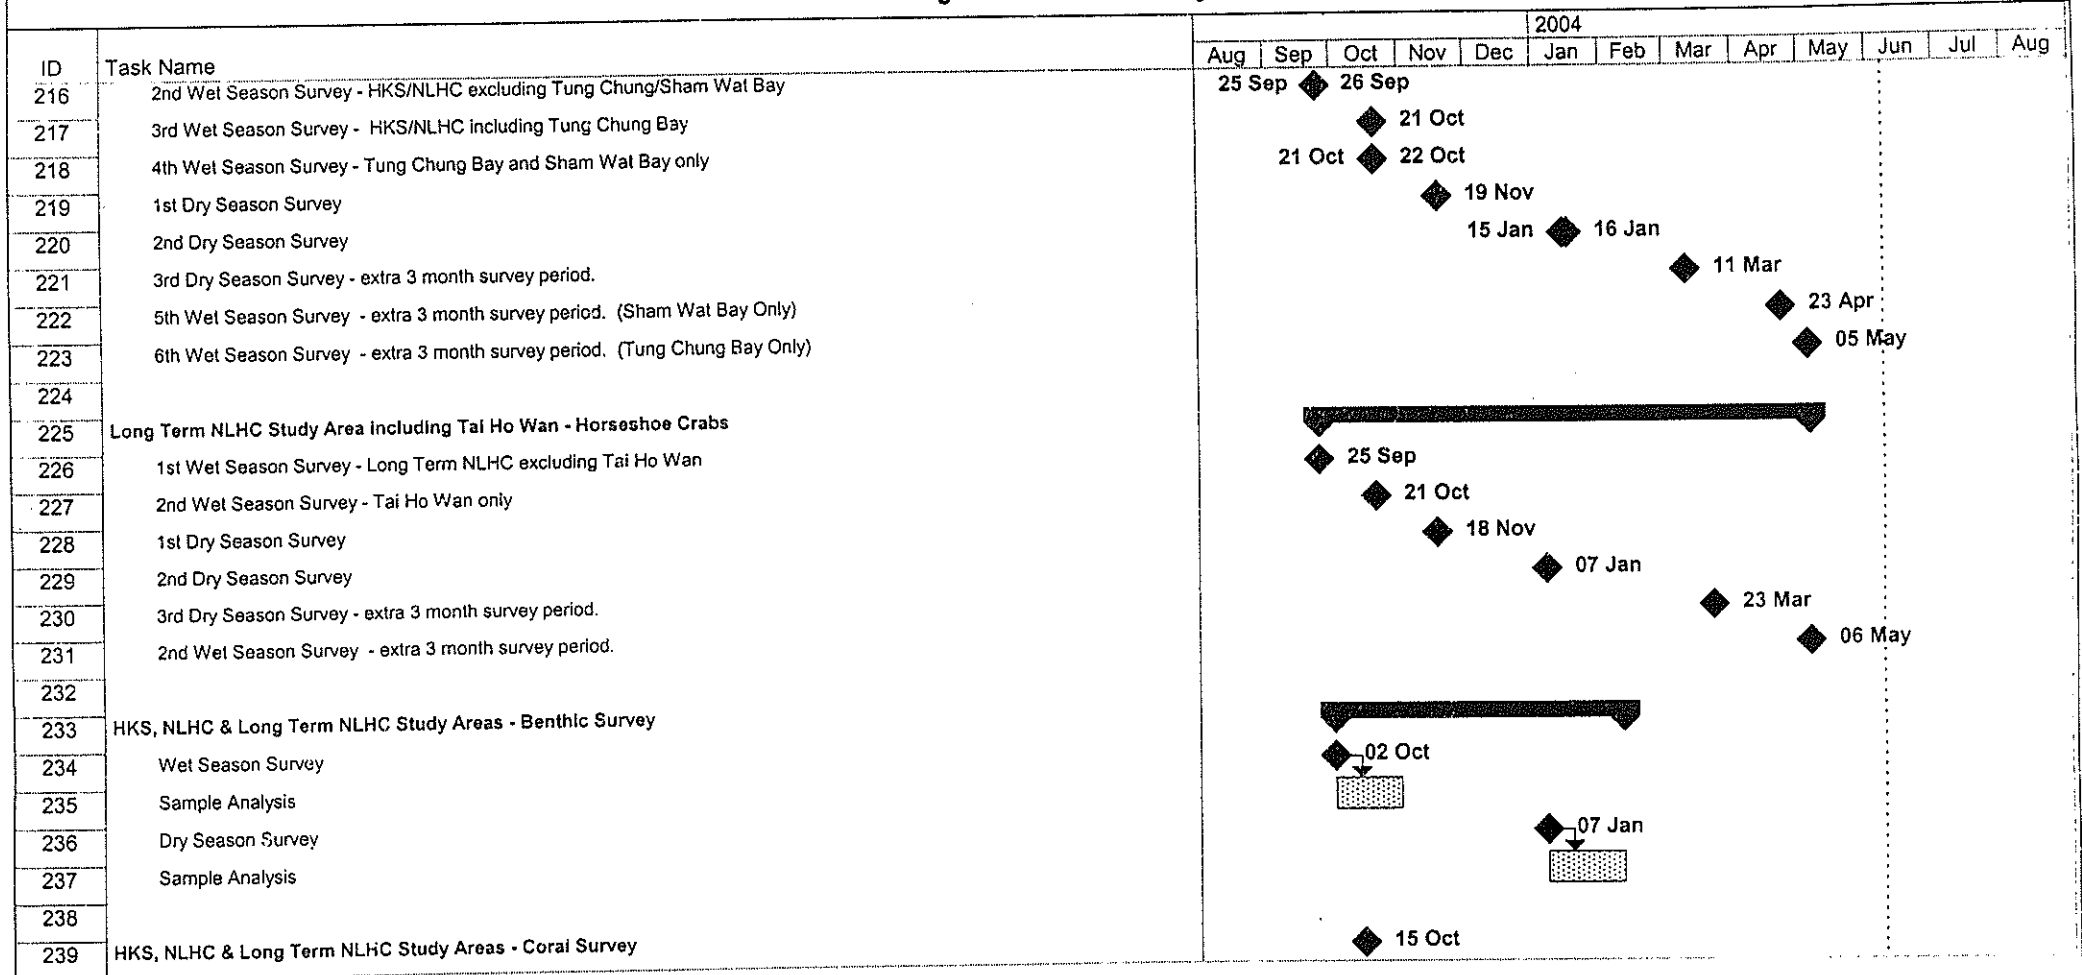 2004
Aug Sep Oct Nov Dec Jan Feb Mar Apr May Jun Jul Aug
ID Task Name
216 2nd Wet Season Survey - HKS/NLHC excluding Tung Chung/Sham Wat Bay 25 Sep 26 Sep
217 3rd Wet Season Survey - HKS/NLHC including Tung Chung Bay 21 Oct
218 4th Wet Season Survey - Tung Chung Bay and Sham Wat Bay only 21 Oct 22 Oct
219 1st Dry Season Survey 19 Nov
220 2nd Dry Season Survey 15 Jan 16 Jan
221 3rd Dry Season Survey - extra 3 month survey period. 11 Mar
222 5th Wet Season Survey - extra 3 month survey period. (Sham Wat Bay Only) 23 Apr
223 6th Wet Season Survey - extra 3 month survey period. (Tung Chung Bay Only) 05 May
224
225 Long Term NLHC Study Area including Tai Ho Wan - Horseshoe Crabs
226 1st Wet Season Survey - Long Term NLHC excluding Tai Ho Wan 25 Sep
227 2nd Wet Season Survey - Tai Ho Wan only 21 Oct
228 1st Dry Season Survey 18 Nov
229 2nd Dry Season Survey 07 Jan
230 3rd Dry Season Survey - extra 3 month survey period. 23 Mar
231 2nd Wet Season Survey - extra 3 month survey period. 06 May
232
233 HKS, NLHC & Long Term NLHC Study Areas - Benthic Survey
234 Wet Season Survey 02 Oct
235 Sample Analysis
236 Dry Season Survey 07 Jan
237 Sample Analysis
238
239 HKS, NLHC & Long Term NLHC Study Areas - Coral Survey 15 Oct